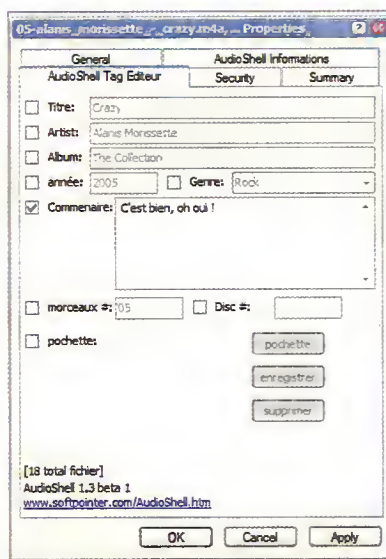 05-alanis_morissette_-_crazy.m4a, ... Properties
General AudioShell Informations
AudioShell Tag Editeur Security Summary
Titre: Crazy
Artist: Alanis Morissette
Album: The Collection
année: 2005 Genre: Rock
Commenaire: C'est bien, oh oui !
morceaux #: 05 Disc #:
pochette: pochette
enregistrer
supprimer
[18 total fichier]
AudioShell 1.3 beta 1
www.softpointer.com/AudioShell.htm
OK Cancel Apply